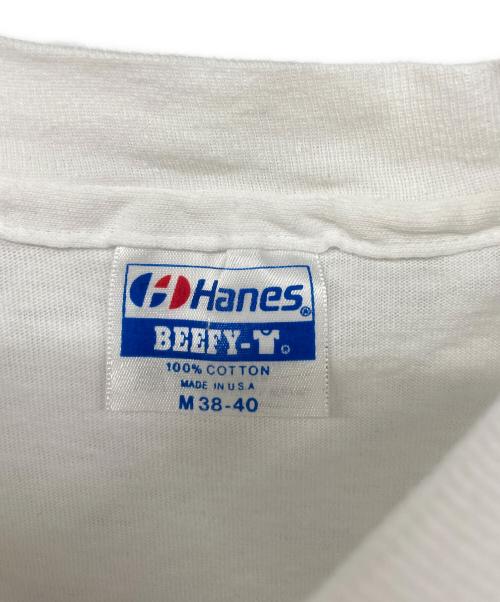 Hanes®
BEEFY-T®
100% COTTON
MADE IN U.S.A
M 38-40